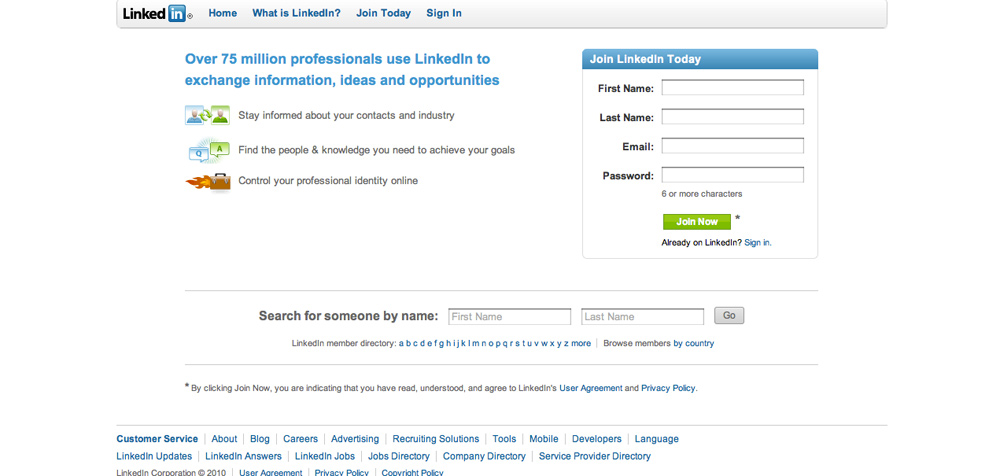 Linked in ® Home What is LinkedIn? Join Today Sign In
Over 75 million professionals use LinkedIn to
exchange information, ideas and opportunities
Stay informed about your contacts and industry
Q A Find the people & knowledge you need to achieve your goals
Control your professional identity online
Join LinkedIn Today
First Name:
Last Name:
Email:
Password:
6 or more characters
Join Now *
Already on LinkedIn? Sign in.
Search for someone by name: First Name Last Name Go
LinkedIn member directory: a b c d e f g h i j k l m n o p q r s t u v w x y z more | Browse members by country
* By clicking Join Now, you are indicating that you have read, understood, and agree to LinkedIn's User Agreement and Privacy Policy.
Customer Service | About | Blog | Careers | Advertising | Recruiting Solutions | Tools | Mobile | Developers | Language
LinkedIn Updates | LinkedIn Answers | LinkedIn Jobs | Jobs Directory | Company Directory | Service Provider Directory
LinkedIn Corporation © 2010 | User Agreement | Privacy Policy | Copyright Policy